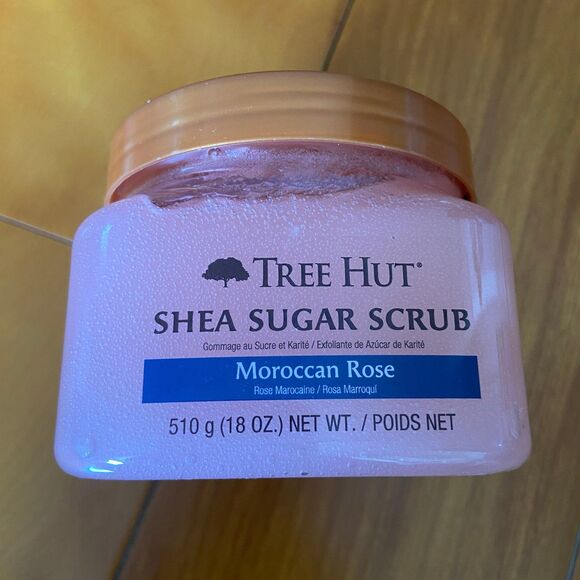 TREE HUT®
SHEA SUGAR SCRUB
Gommage au Sucre et Karité / Exfoliante de Azúcar de Karité
Moroccan Rose
Rose Marocaine / Rosa Marroquí
510 g (18 OZ.) NET WT. / POIDS NET